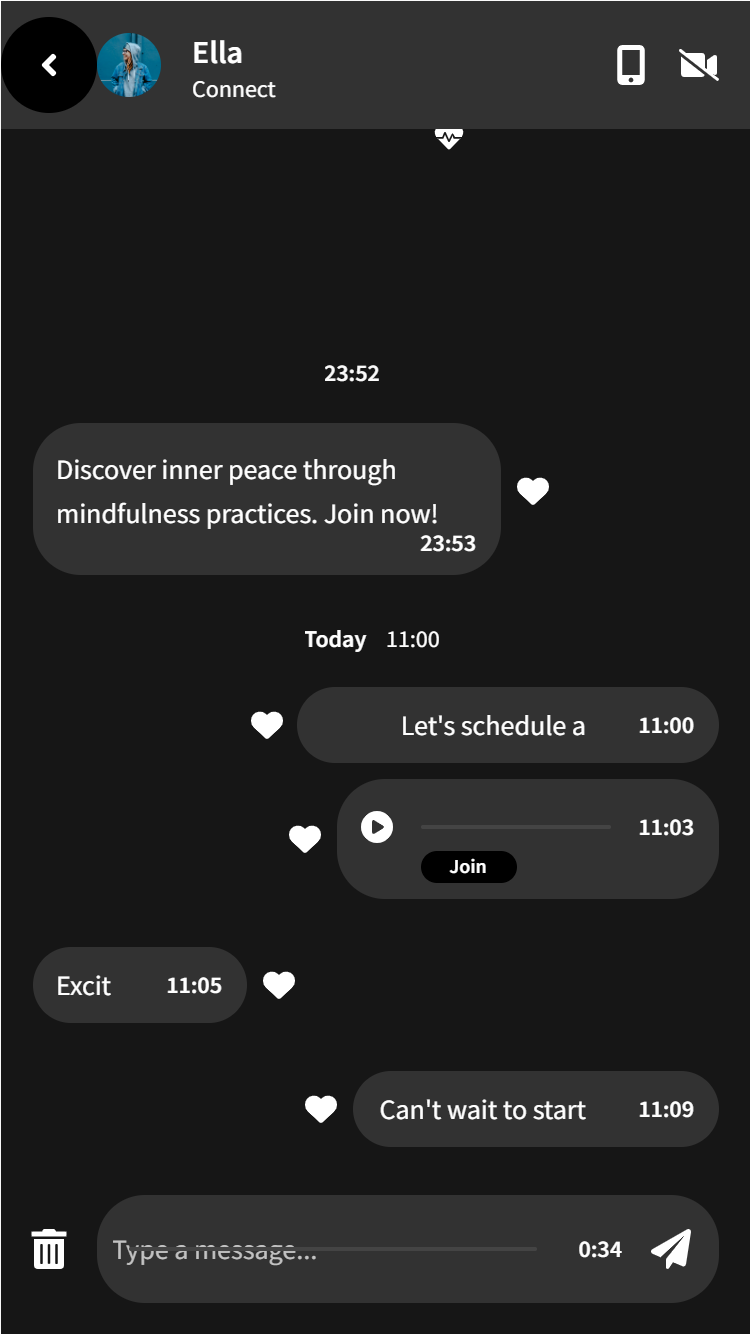 Ella
Connect
23:52
Discover inner peace through
mindfulness practices. Join now!
23:53
Today 11:00
Let's schedule a 11:00
11:03
Join
Excit 11:05
Can't wait to start 11:09
Type a message... 0:34